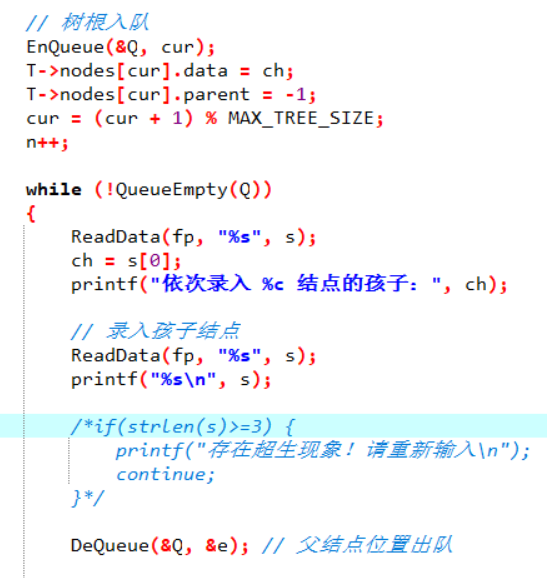 // 树根入队
EnQueue(&Q, cur);
T->nodes[cur].data = ch;
T->nodes[cur].parent = -1;
cur = (cur + 1) % MAX_TREE_SIZE;
n++;
while (!QueueEmpty(Q))
{
ReadData(fp, "%s", s);
ch = s[0];
printf("依次录入 %c 结点的孩子：", ch);
// 录入孩子结点
ReadData(fp, "%s", s);
printf("%s\n", s);
/*if(strlen(s)>=3) {
printf("存在超生现象！请重新输入\n");
continue;
}*/
DeQueue(&Q, &e); // 父结点位置出队